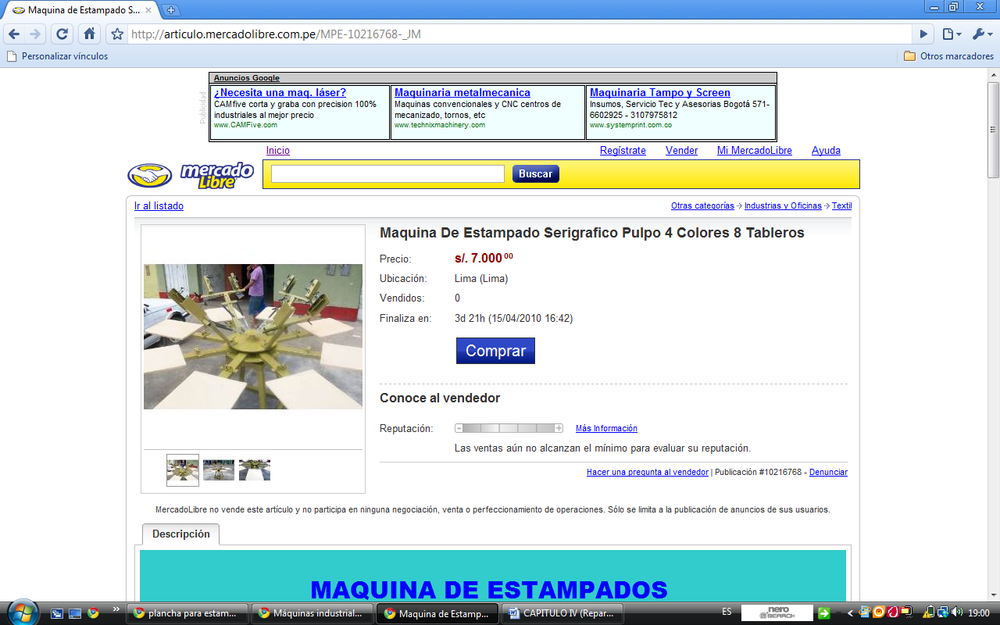 Maquina de Estampado S...
http://articulo.mercadolibre.com.pe/MPE-10216768-_JM
Personalizar vínculos
Otros marcadores
Publicidad
Anuncios Google
¿Necesita una maq. láser?
CAMfive corta y graba con precision 100% industriales al mejor precio
www.CAMFive.com
Maquinaria metalmecanica
Maquinas convencionales y CNC centros de mecanizado, tornos, etc
www.technixmachinery.com
Maquinaria Tampo y Screen
Insumos, Servicio Tec y Asesorias Bogotá 571-6602925 - 3107975812
www.systemprint.com.co
Inicio
Regístrate Vender Mi MercadoLibre Ayuda
mercado
Libre
Buscar
Ir al listado
Otras categorías Industrias y Oficinas Textil
Maquina De Estampado Serigrafico Pulpo 4 Colores 8 Tableros
Precio: s/. 7.000 00
Ubicación: Lima (Lima)
Vendidos: 0
Finaliza en: 3d 21h (15/04/2010 16:42)
Comprar
Conoce al vendedor
Reputación: - + Más Información
Las ventas aún no alcanzan el mínimo para evaluar su reputación.
Hacer una pregunta al vendedor | Publicación #10216768 - Denunciar
MercadoLibre no vende este artículo y no participa en ninguna negociación, venta o perfeccionamiento de operaciones. Sólo se limita a la publicación de anuncios de sus usuarios.
Descripción
MAQUINA DE ESTAMPADOS
plancha para estam...
Máquinas industrial...
Maquina de Estamp...
CAPITULO IV (Repar...
ES
nero
SEARCH
19:00